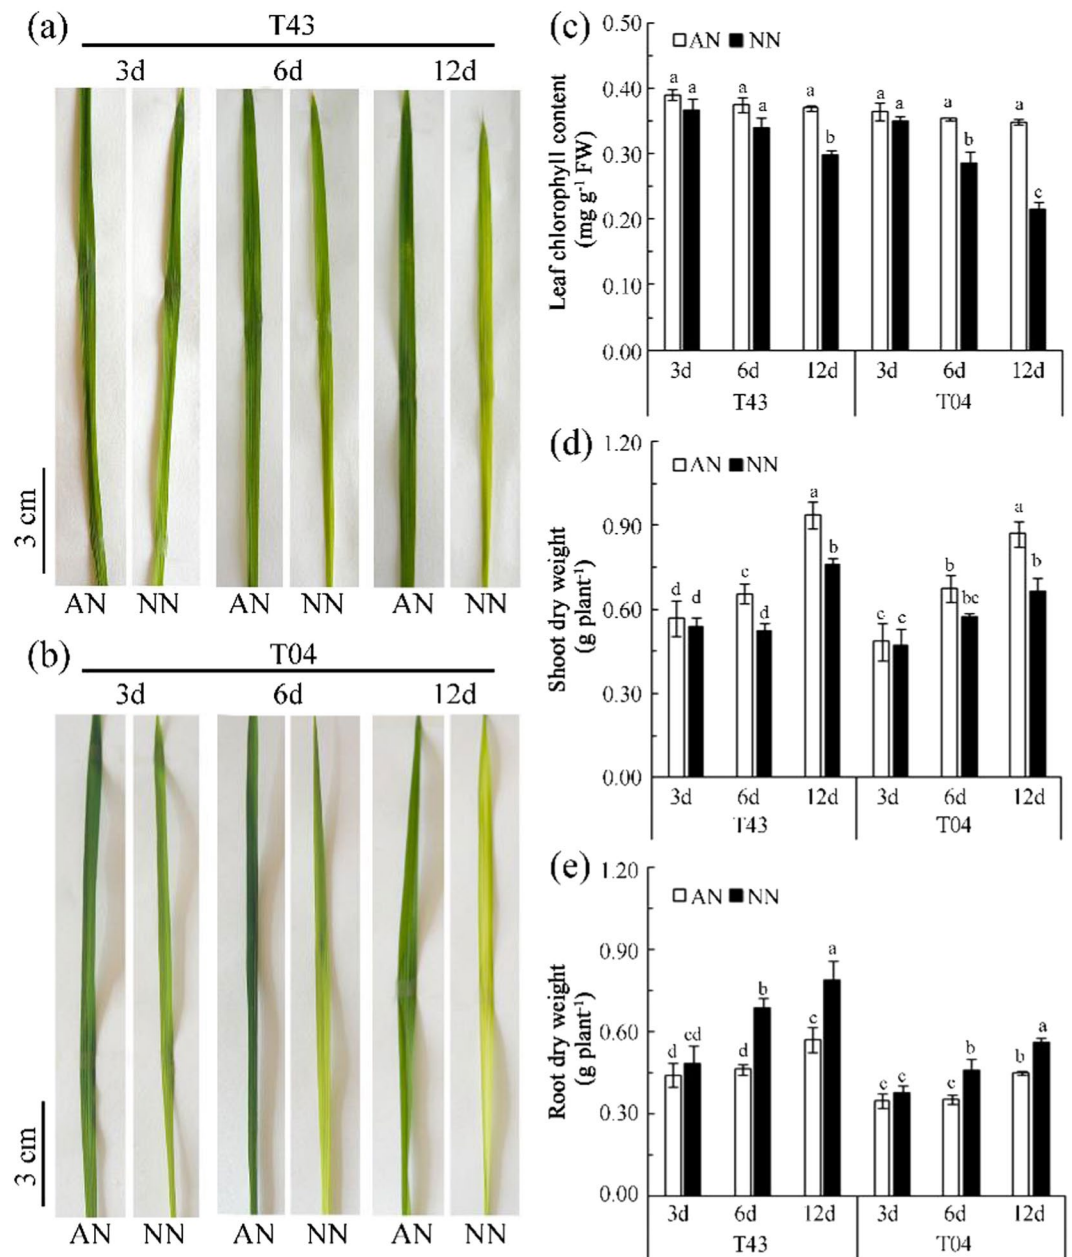 (a)
T43
3d 6d 12d
3 cm
AN NN AN NN AN NN
(b)
T04
3d 6d 12d
3 cm
AN NN AN NN AN NN
(c)
Leaf chlorophyll content
(mg g-1 FW)
0.50
0.40
0.30
0.20
0.10
0.00
AN NN
a a a a a b a a a b a c
3d 6d 12d 3d 6d 12d
T43 T04
(d)
Shoot dry weight
(g plant-1)
1.20
0.90
0.60
0.30
0.00
AN NN
d d c d a b c c b bc a b
3d 6d 12d 3d 6d 12d
T43 T04
(e)
Root dry weight
(g plant-1)
1.20
0.90
0.60
0.30
0.00
AN NN
d cd d b c a c c c b b a
3d 6d 12d 3d 6d 12d
T43 T04